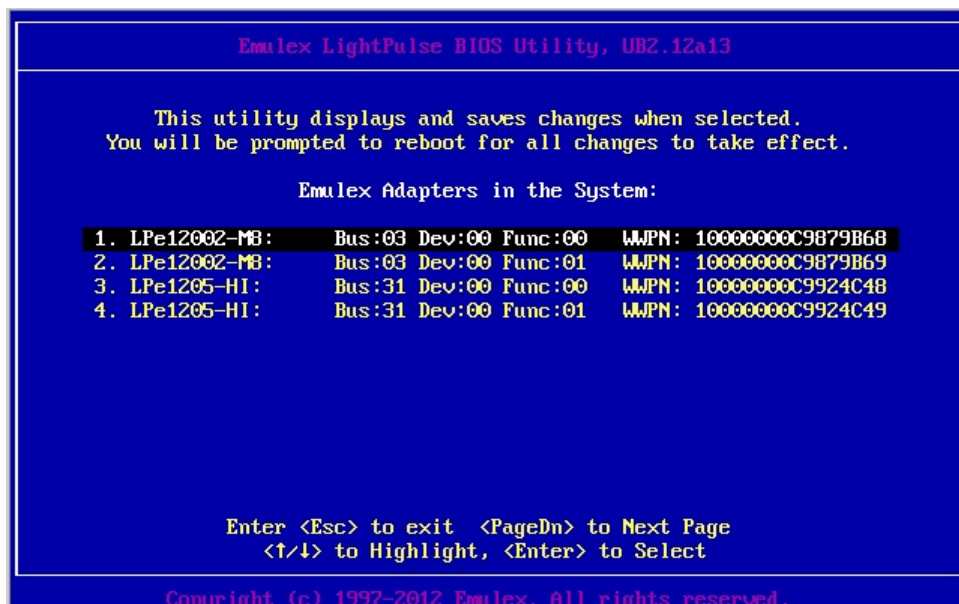 Emulex LightPulse BIOS Utility, UB2.12a13
This utility displays and saves changes when selected.
You will be prompted to reboot for all changes to take effect.
Emulex Adapters in the System:
1. LPe12002-M8: Bus:03 Dev:00 Func:00 WWPN: 10000000C9879B68
2. LPe12002-M8: Bus:03 Dev:00 Func:01 WWPN: 10000000C9879B69
3. LPe1205-HI: Bus:31 Dev:00 Func:00 WWPN: 10000000C9924C48
4. LPe1205-HI: Bus:31 Dev:00 Func:01 WWPN: 10000000C9924C49
Enter <Esc> to exit <PageDn> to Next Page
<↑/↓> to Highlight, <Enter> to Select
Copyright (c) 1997-2012 Emulex. All rights reserved.